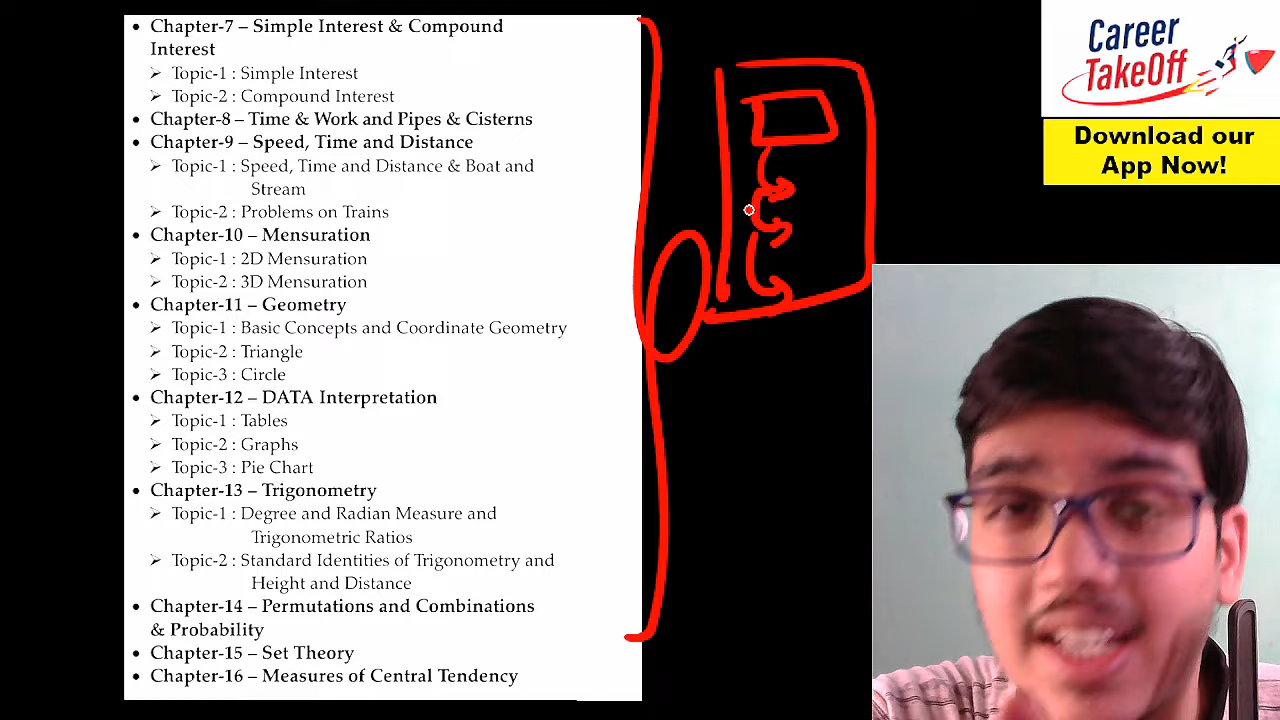 • Chapter-7 – Simple Interest & Compound
Interest
➢ Topic-1 : Simple Interest
➢ Topic-2 : Compound Interest
• Chapter-8 – Time & Work and Pipes & Cisterns
• Chapter-9 – Speed, Time and Distance
➢ Topic-1 : Speed, Time and Distance & Boat and
Stream
➢ Topic-2 : Problems on Trains
• Chapter-10 – Mensuration
➢ Topic-1 : 2D Mensuration
➢ Topic-2 : 3D Mensuration
• Chapter-11 – Geometry
➢ Topic-1 : Basic Concepts and Coordinate Geometry
➢ Topic-2 : Triangle
➢ Topic-3 : Circle
• Chapter-12 – DATA Interpretation
➢ Topic-1 : Tables
➢ Topic-2 : Graphs
➢ Topic-3 : Pie Chart
• Chapter-13 – Trigonometry
➢ Topic-1 : Degree and Radian Measure and
Trigonometric Ratios
➢ Topic-2 : Standard Identities of Trigonometry and
Height and Distance
• Chapter-14 – Permutations and Combinations
& Probability
• Chapter-15 – Set Theory
• Chapter-16 – Measures of Central Tendency
Career
TakeOff
Download our
App Now!